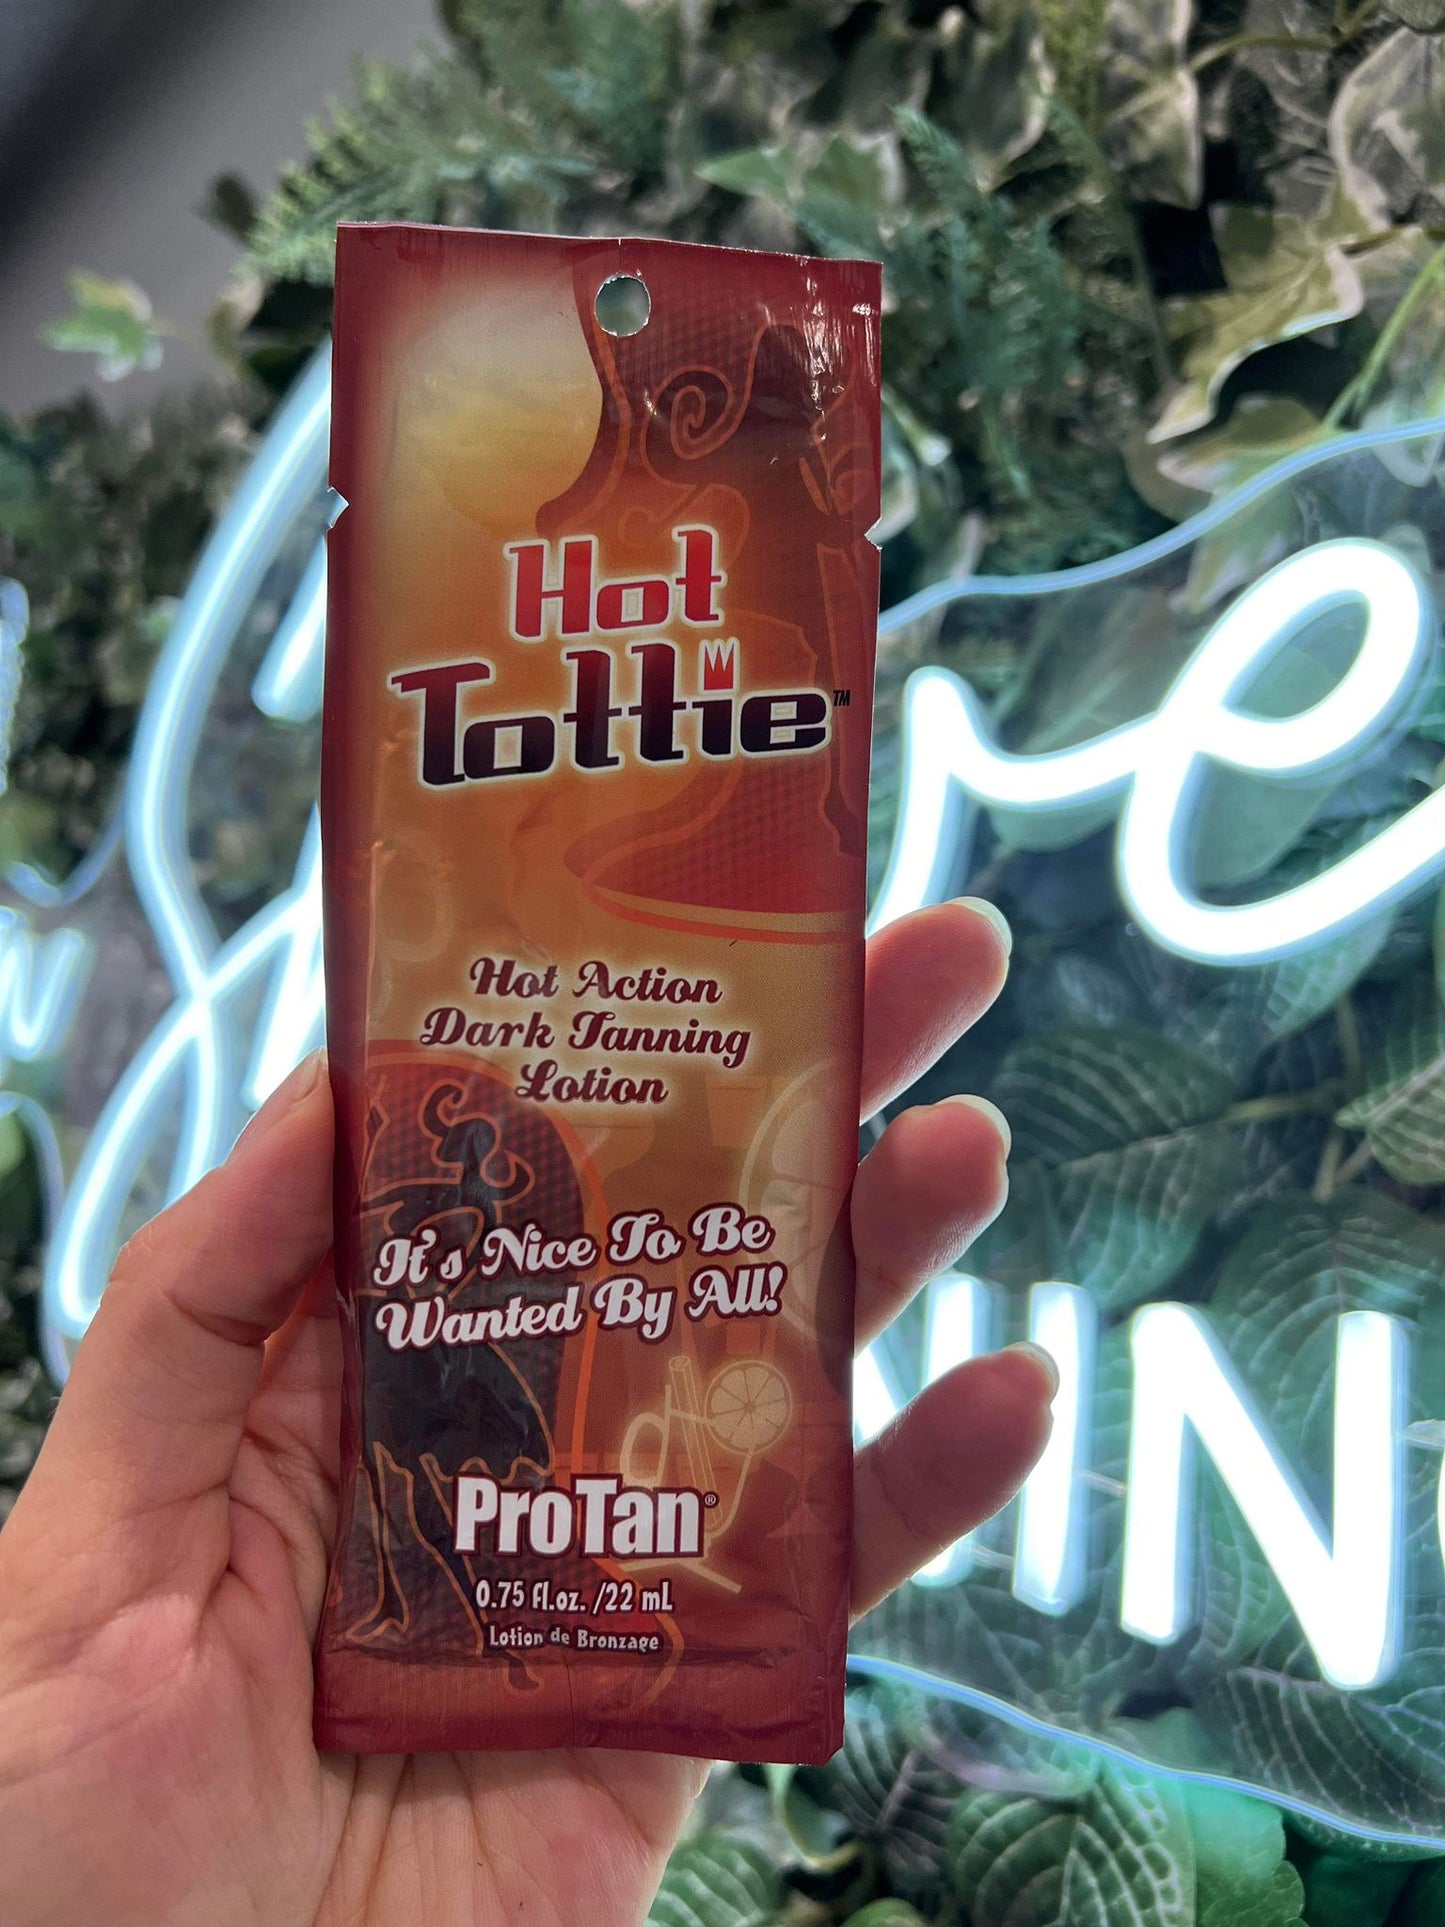 Hot
Tottie™
Hot Action
Dark Tanning
Lotion
It's Nice To Be
Wanted By All!
ProTan®
0.75 fl.oz. /22 mL
Lotion de Bronzage